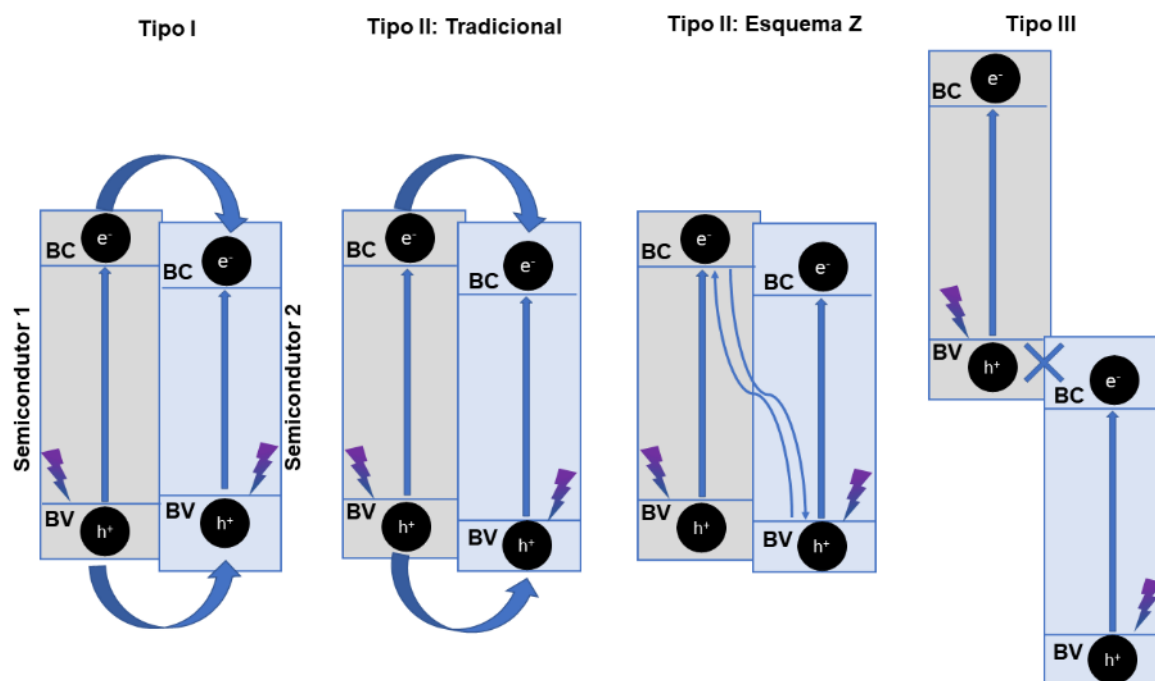 Tipo I
Tipo II: Tradicional
Tipo II: Esquema Z
Tipo III
Semicondutor 1
BC
e⁻
BV
h⁺
BC
e⁻
BV
h⁺
Semicondutor 2
BC
e⁻
BV
h⁺
BC
e⁻
h⁺
BC
e⁻
BV
h⁺
BC
e⁻
BV
h⁺
BC
e⁻
BV
h⁺
BC
e⁻
BV
h⁺